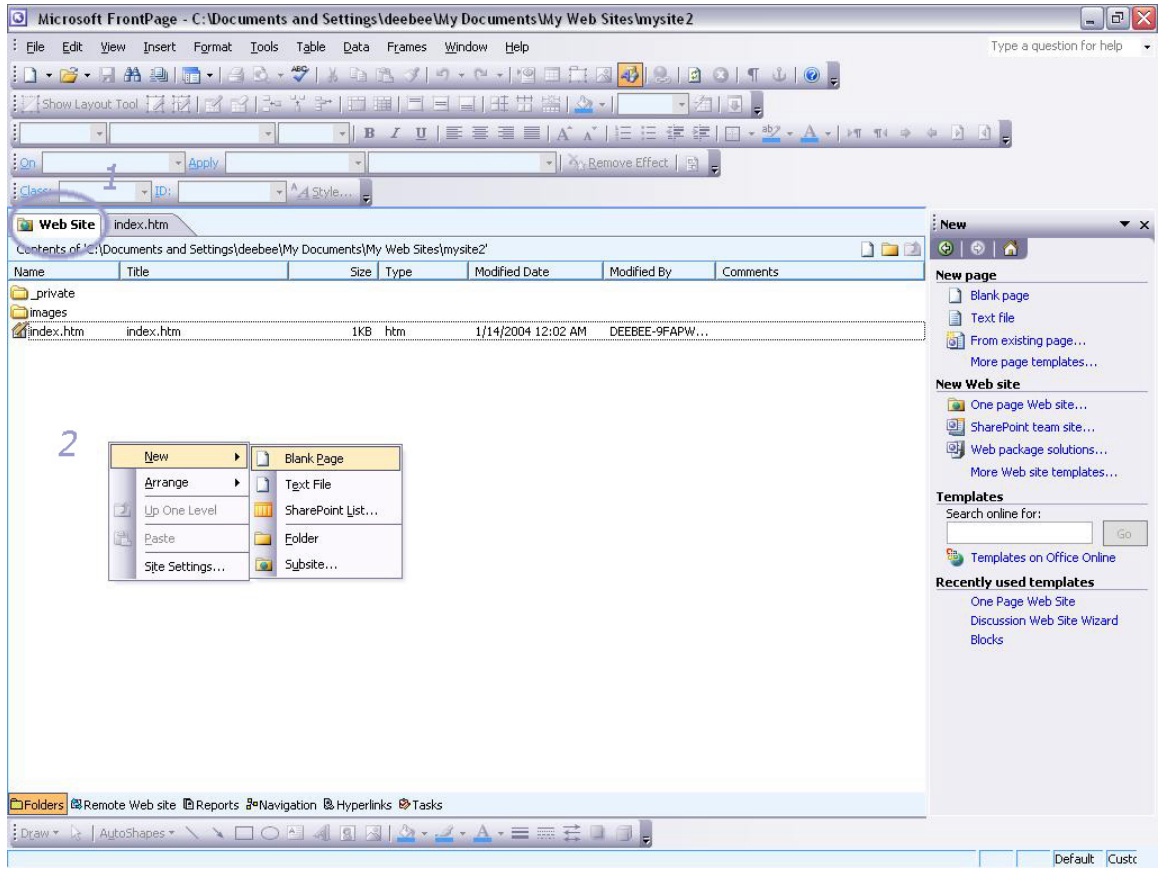 Microsoft FrontPage - C:\Documents and Settings\deebee\My Documents\My Web Sites\mysite2
File Edit View Insert Format Tools Table Data Frames Window Help Type a question for help
Show Layout Tool
B I U
1
On Apply Remove Effect
Class: ID: Style...
Web Site index.htm
Contents of 'C:\Documents and Settings\deebee\My Documents\My Web Sites\mysite2'
Name Title Size Type Modified Date Modified By Comments
_private
images
index.htm index.htm 1KB htm 1/14/2004 12:02 AM DEEBEE-9FAPW...
2
New
Arrange
Up One Level
Paste
Site Settings...
Blank Page
Text File
SharePoint List...
Folder
Subsite...
New
New page
Blank page
Text file
From existing page...
More page templates...
New Web site
One page Web site...
SharePoint team site...
Web package solutions...
More Web site templates...
Templates
Search online for:
Go
Templates on Office Online
Recently used templates
One Page Web Site
Discussion Web Site Wizard
Blocks
Folders Remote Web site Reports Navigation Hyperlinks Tasks
Draw AutoShapes
Default Custo